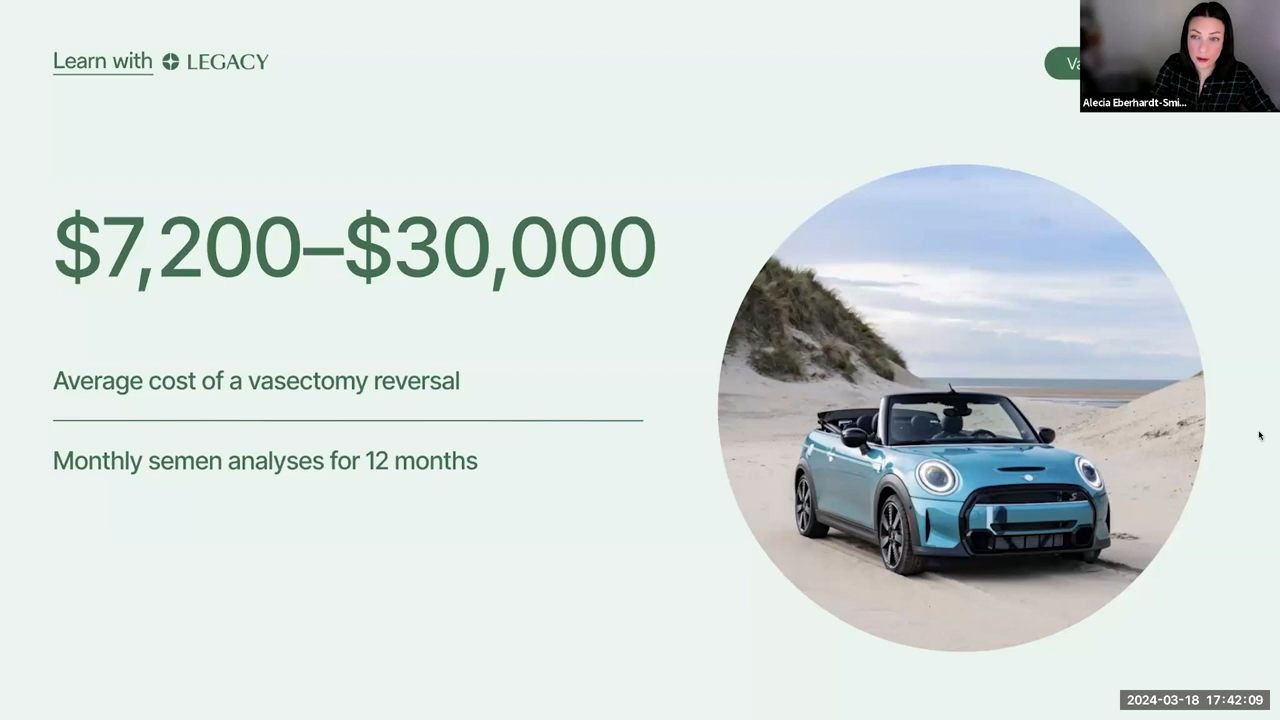 Learn with LEGACY
Alecia Eberhardt-Smi...
$7,200–$30,000
Average cost of a vasectomy reversal
Monthly semen analyses for 12 months
2024-03-18 17:42:09